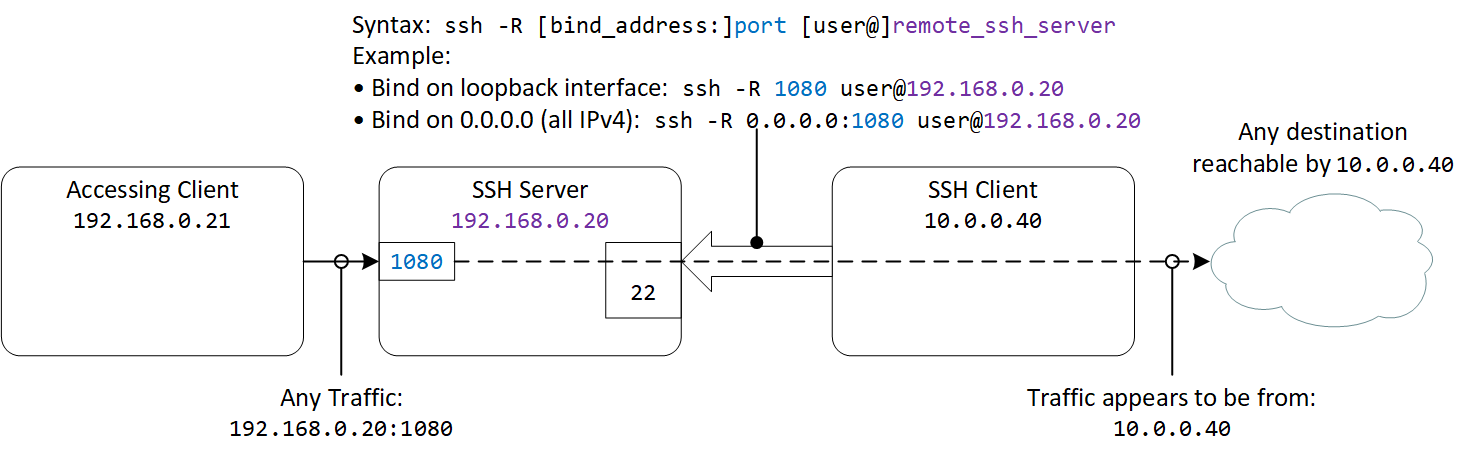 Syntax: ssh -R [bind_address:]port [user@]remote_ssh_server
Example:
• Bind on loopback interface: ssh -R 1080 user@192.168.0.20
• Bind on 0.0.0.0 (all IPv4): ssh -R 0.0.0.0:1080 user@192.168.0.20
Any destination
reachable by 10.0.0.40
Accessing Client
192.168.0.21
SSH Server
192.168.0.20
SSH Client
10.0.0.40
1080
22
Any Traffic:
192.168.0.20:1080
Traffic appears to be from:
10.0.0.40